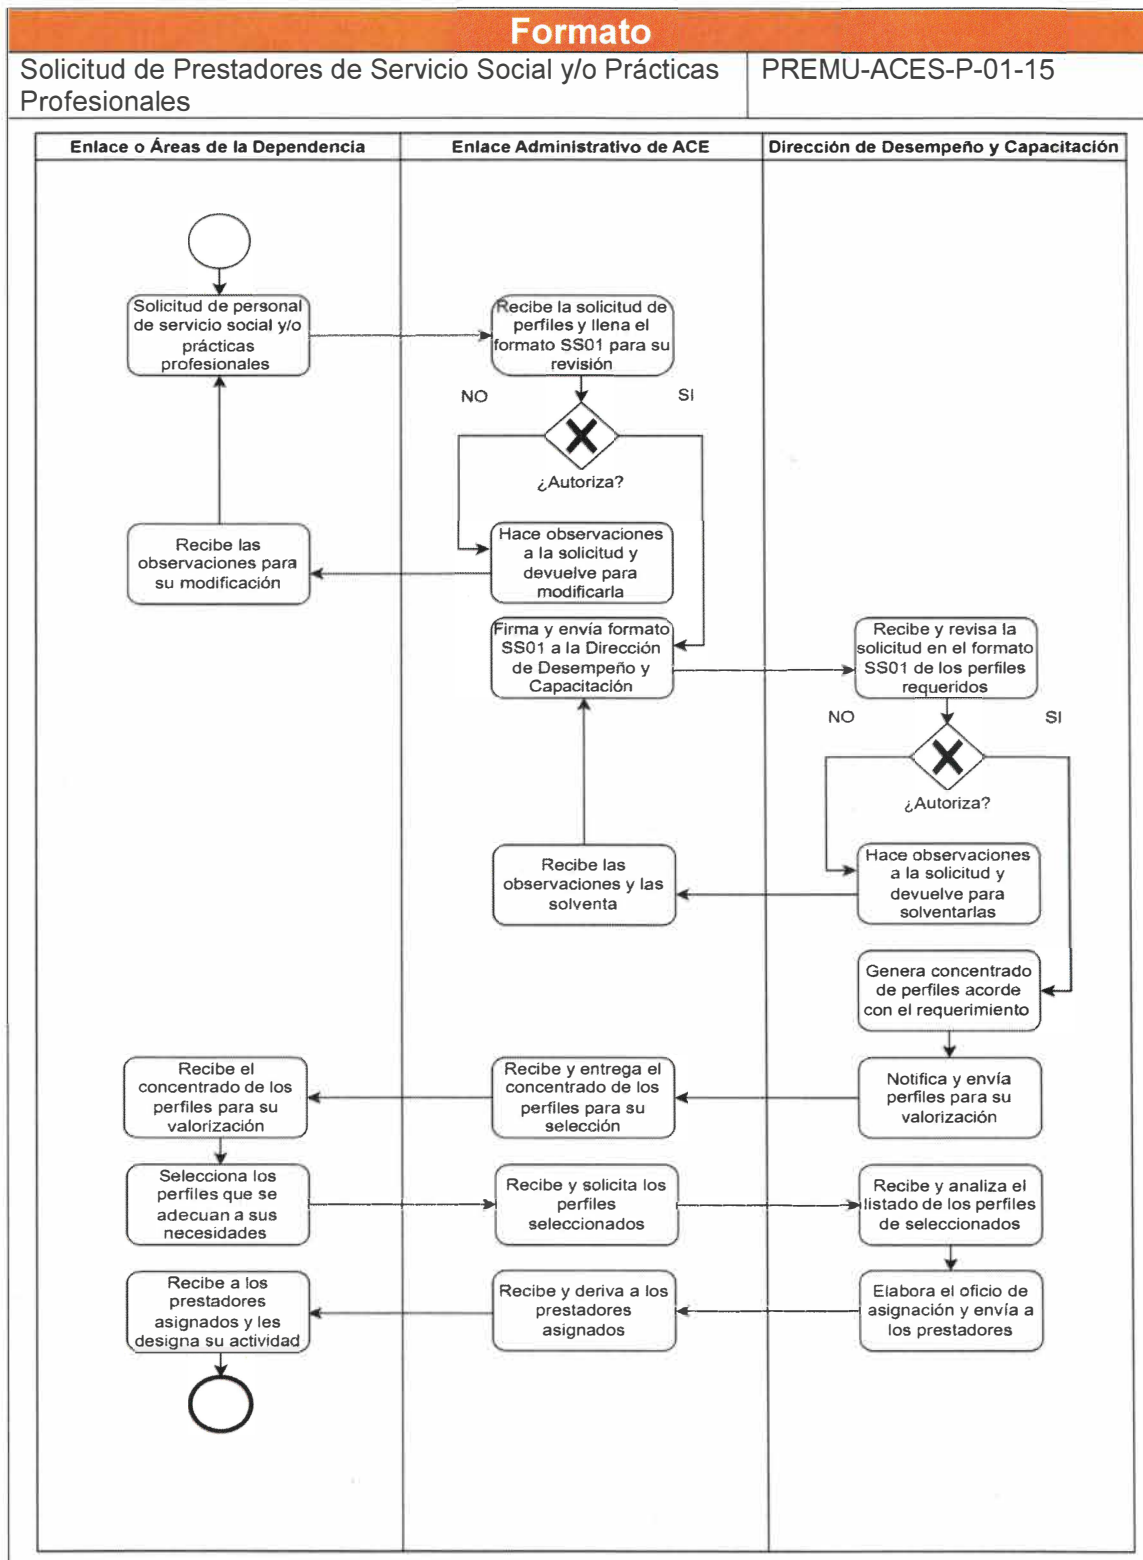 Formato
Solicitud de Prestadores de Servicio Social y/o Prácticas
Profesionales
PREMU-ACES-P-01-15
Enlace o Áreas de la Dependencia
Enlace Administrativo de ACE
Dirección de Desempeño y Capacitación
Solicitud de personal
de servicio social y/o
prácticas
profesionales
Recibe la solicitud de
perfiles y llena el
formato SS01 para su
revisión
NO
SI
¿Autoriza?
Hace observaciones
a la solicitud y
devuelve para
modificarla
Recibe las
observaciones para
su modificación
Firma y envía formato
SS01 a la Dirección
de Desempeño y
Capacitación
Recibe y revisa la
solicitud en el formato
SS01 de los perfiles
requeridos
NO
SI
¿Autoriza?
Hace observaciones
a la solicitud y
devuelve para
solventarlas
Recibe las
observaciones y las
solventa
Genera concentrado
de perfiles acorde
con el requerimiento
Notifica y envía
perfiles para su
valorización
Recibe y entrega el
concentrado de los
perfiles para su
selección
Recibe el
concentrado de los
perfiles para su
valorización
Selecciona los
perfiles que se
adecuan a sus
necesidades
Recibe y solicita los
perfiles
seleccionados
Recibe y analiza el
listado de los perfiles
de seleccionados
Elabora el oficio de
asignación y envía a
los prestadores
Recibe y deriva a los
prestadores
asignados
Recibe a los
prestadores
asignados y les
designa su actividad